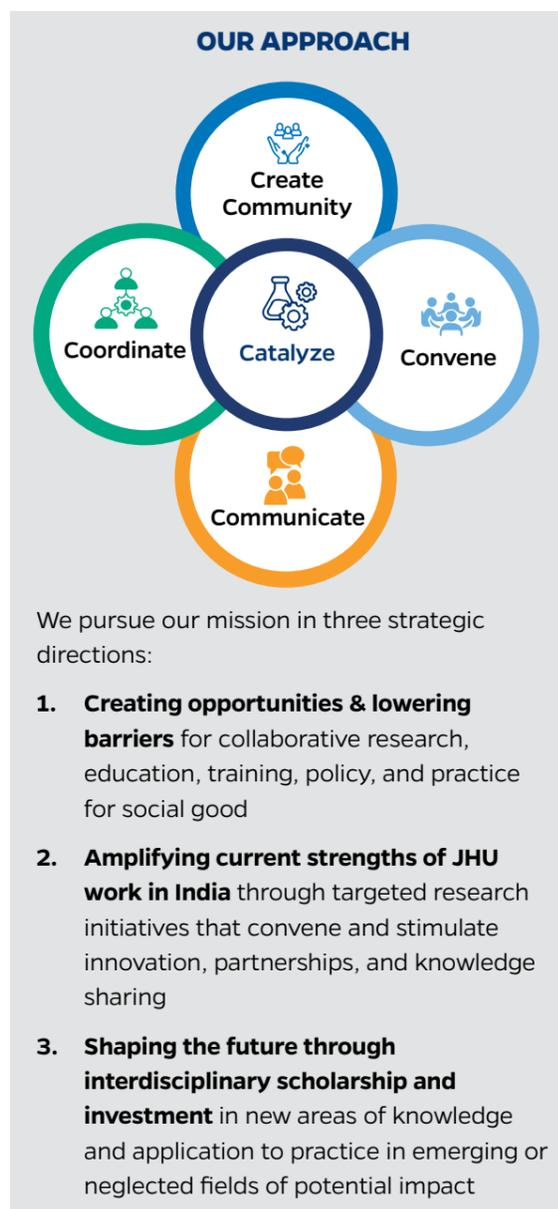 OUR APPROACH
Create
Community
Coordinate
Catalyze
Convene
Communicate
We pursue our mission in three strategic
directions:
1. Creating opportunities & lowering
barriers for collaborative research,
education, training, policy, and practice
for social good
2. Amplifying current strengths of JHU
work in India through targeted research
initiatives that convene and stimulate
innovation, partnerships, and knowledge
sharing
3. Shaping the future through
interdisciplinary scholarship and
investment in new areas of knowledge
and application to practice in emerging or
neglected fields of potential impact